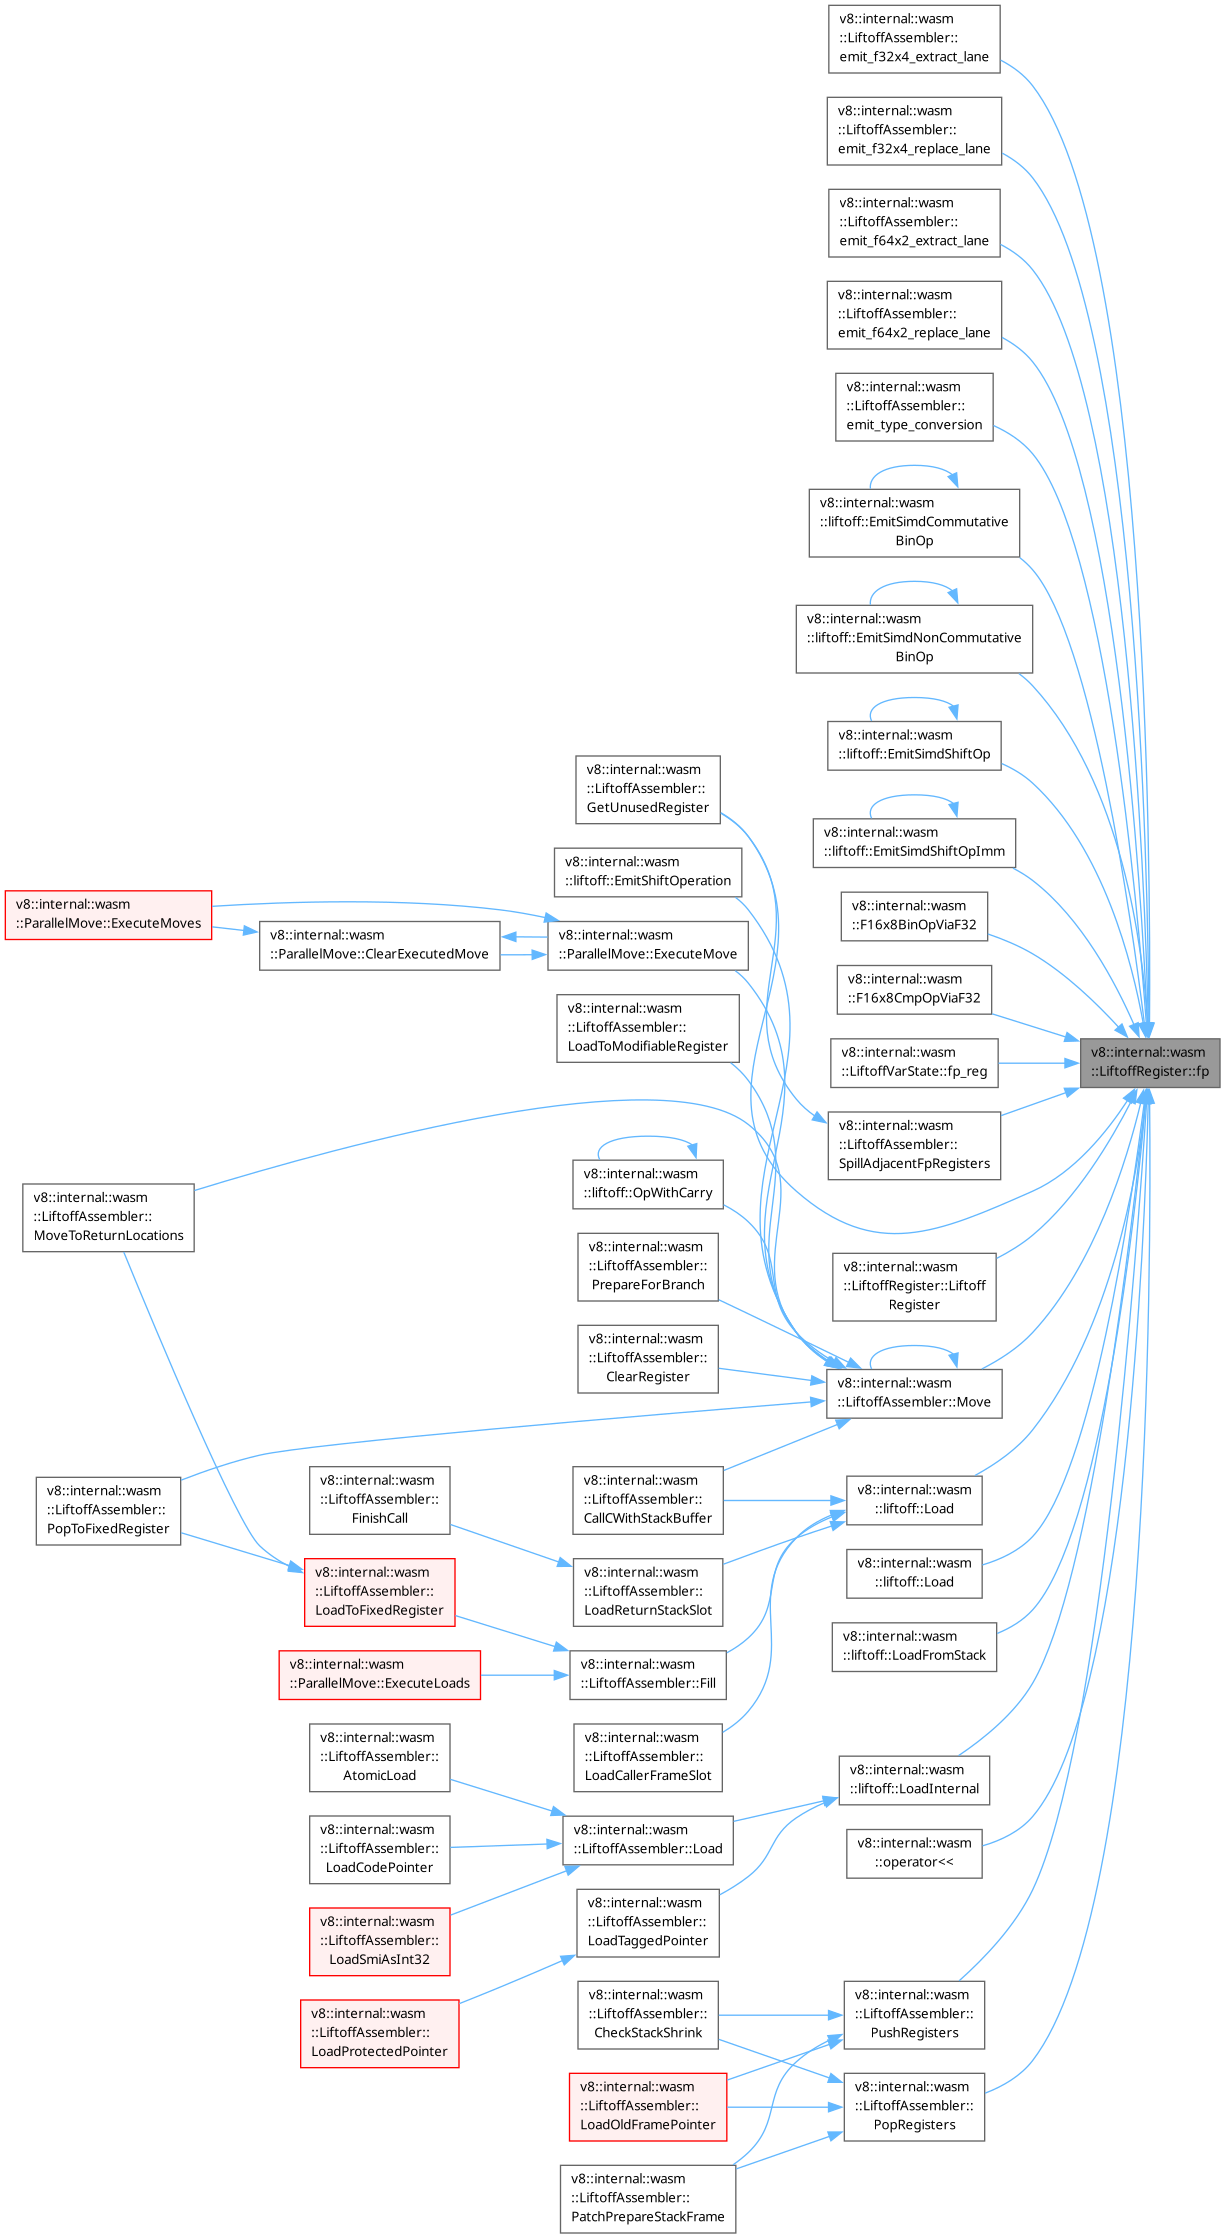 v8::internal::wasm
::LiftoffAssembler::
emit_f32x4_extract_lane
v8::internal::wasm
::LiftoffAssembler::
emit_f32x4_replace_lane
v8::internal::wasm
::LiftoffAssembler::
emit_f64x2_extract_lane
v8::internal::wasm
::LiftoffAssembler::
emit_f64x2_replace_lane
v8::internal::wasm
::LiftoffAssembler::
emit_type_conversion
v8::internal::wasm
::liftoff::EmitSimdCommutative
BinOp
v8::internal::wasm
::liftoff::EmitSimdNonCommutative
BinOp
v8::internal::wasm
::liftoff::EmitSimdShiftOp
v8::internal::wasm
::LiftoffAssembler::
GetUnusedRegister
v8::internal::wasm
::liftoff::EmitSimdShiftOpImm
v8::internal::wasm
::liftoff::EmitShiftOperation
v8::internal::wasm
::ParallelMove::ExecuteMoves
v8::internal::wasm
::F16x8BinOpViaF32
v8::internal::wasm
::ParallelMove::ClearExecutedMove
v8::internal::wasm
::ParallelMove::ExecuteMove
v8::internal::wasm
::F16x8CmpOpViaF32
v8::internal::wasm
::LiftoffAssembler::
LoadToModifiableRegister
v8::internal::wasm
::LiftoffVarState::fp_reg
v8::internal::wasm
::LiftoffRegister::fp
v8::internal::wasm
::LiftoffAssembler::
SpillAdjacentFpRegisters
v8::internal::wasm
::liftoff::OpWithCarry
v8::internal::wasm
::LiftoffAssembler::
MoveToReturnLocations
v8::internal::wasm
::LiftoffAssembler::
PrepareForBranch
v8::internal::wasm
::LiftoffRegister::Liftoff
Register
v8::internal::wasm
::LiftoffAssembler::
ClearRegister
v8::internal::wasm
::LiftoffAssembler::Move
v8::internal::wasm
::LiftoffAssembler::
PopToFixedRegister
v8::internal::wasm
::LiftoffAssembler::
FinishCall
v8::internal::wasm
::LiftoffAssembler::
CallCWithStackBuffer
v8::internal::wasm
::liftoff::Load
v8::internal::wasm
::LiftoffAssembler::
LoadToFixedRegister
v8::internal::wasm
::LiftoffAssembler::
LoadReturnStackSlot
v8::internal::wasm
::liftoff::Load
v8::internal::wasm
::liftoff::LoadFromStack
v8::internal::wasm
::ParallelMove::ExecuteLoads
v8::internal::wasm
::LiftoffAssembler::Fill
v8::internal::wasm
::LiftoffAssembler::
AtomicLoad
v8::internal::wasm
::LiftoffAssembler::
LoadCallerFrameSlot
v8::internal::wasm
::liftoff::LoadInternal
v8::internal::wasm
::LiftoffAssembler::
LoadCodePointer
v8::internal::wasm
::LiftoffAssembler::Load
v8::internal::wasm
::operator<<
v8::internal::wasm
::LiftoffAssembler::
LoadSmiAsInt32
v8::internal::wasm
::LiftoffAssembler::
LoadTaggedPointer
v8::internal::wasm
::LiftoffAssembler::
LoadProtectedPointer
v8::internal::wasm
::LiftoffAssembler::
CheckStackShrink
v8::internal::wasm
::LiftoffAssembler::
PushRegisters
v8::internal::wasm
::LiftoffAssembler::
LoadOldFramePointer
v8::internal::wasm
::LiftoffAssembler::
PopRegisters
v8::internal::wasm
::LiftoffAssembler::
PatchPrepareStackFrame